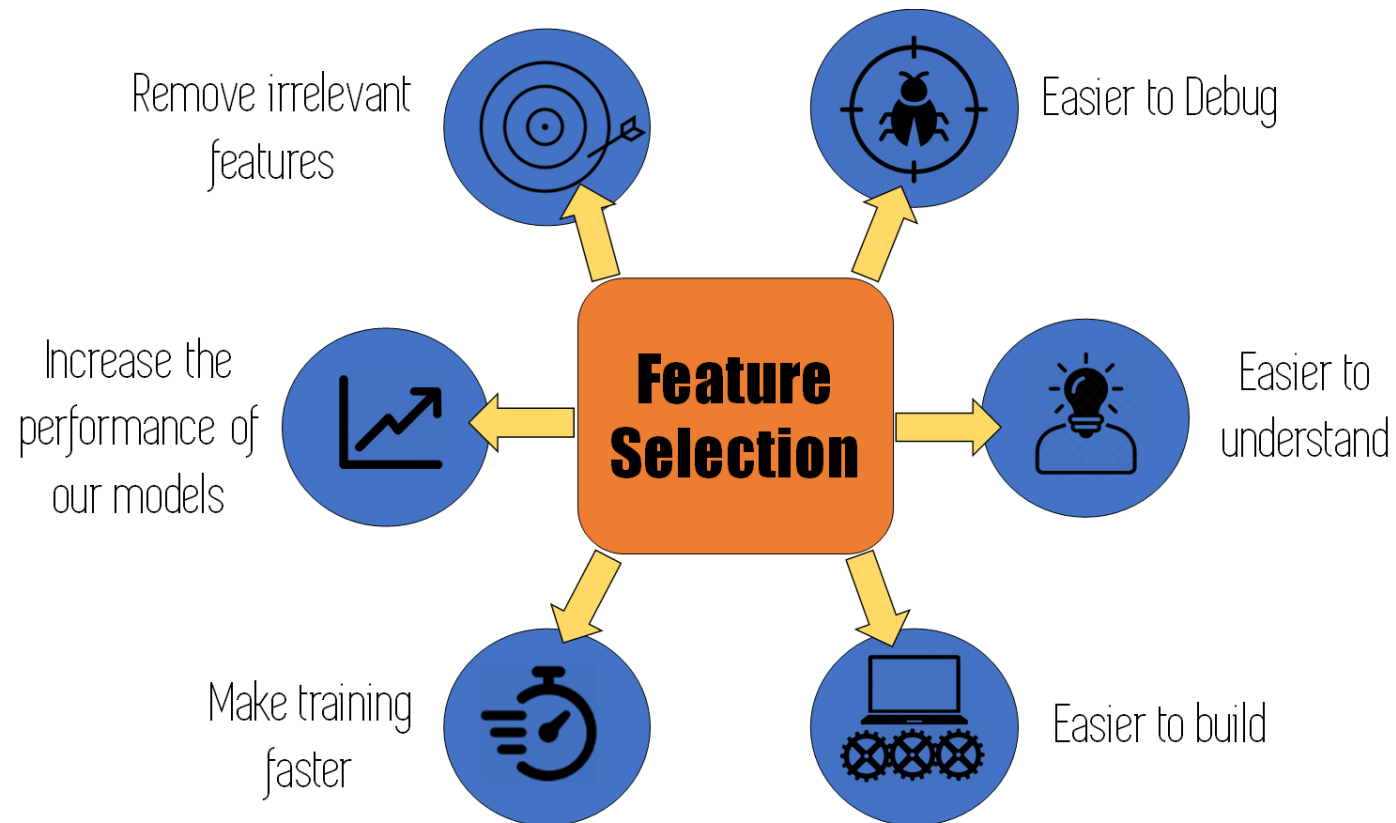 Remove irrelevant
features
Easier to Debug
Increase the
performance of
our models
Feature
Selection
Easier to
understand
Make training
faster
Easier to build